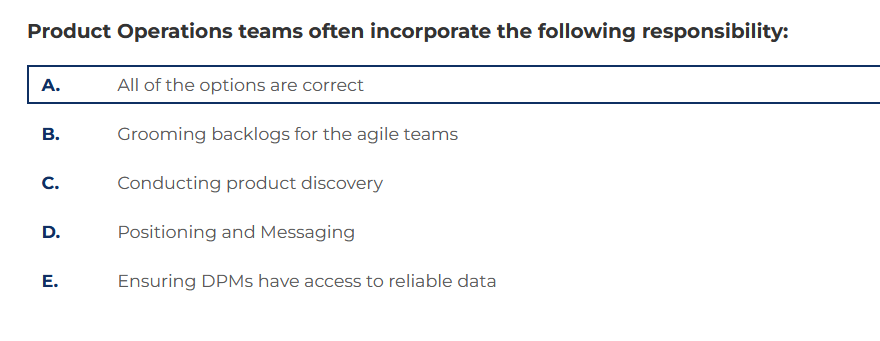 Product Operations teams often incorporate the following responsibility:
A. All of the options are correct
B. Grooming backlogs for the agile teams
C. Conducting product discovery
D. Positioning and Messaging
E. Ensuring DPMs have access to reliable data